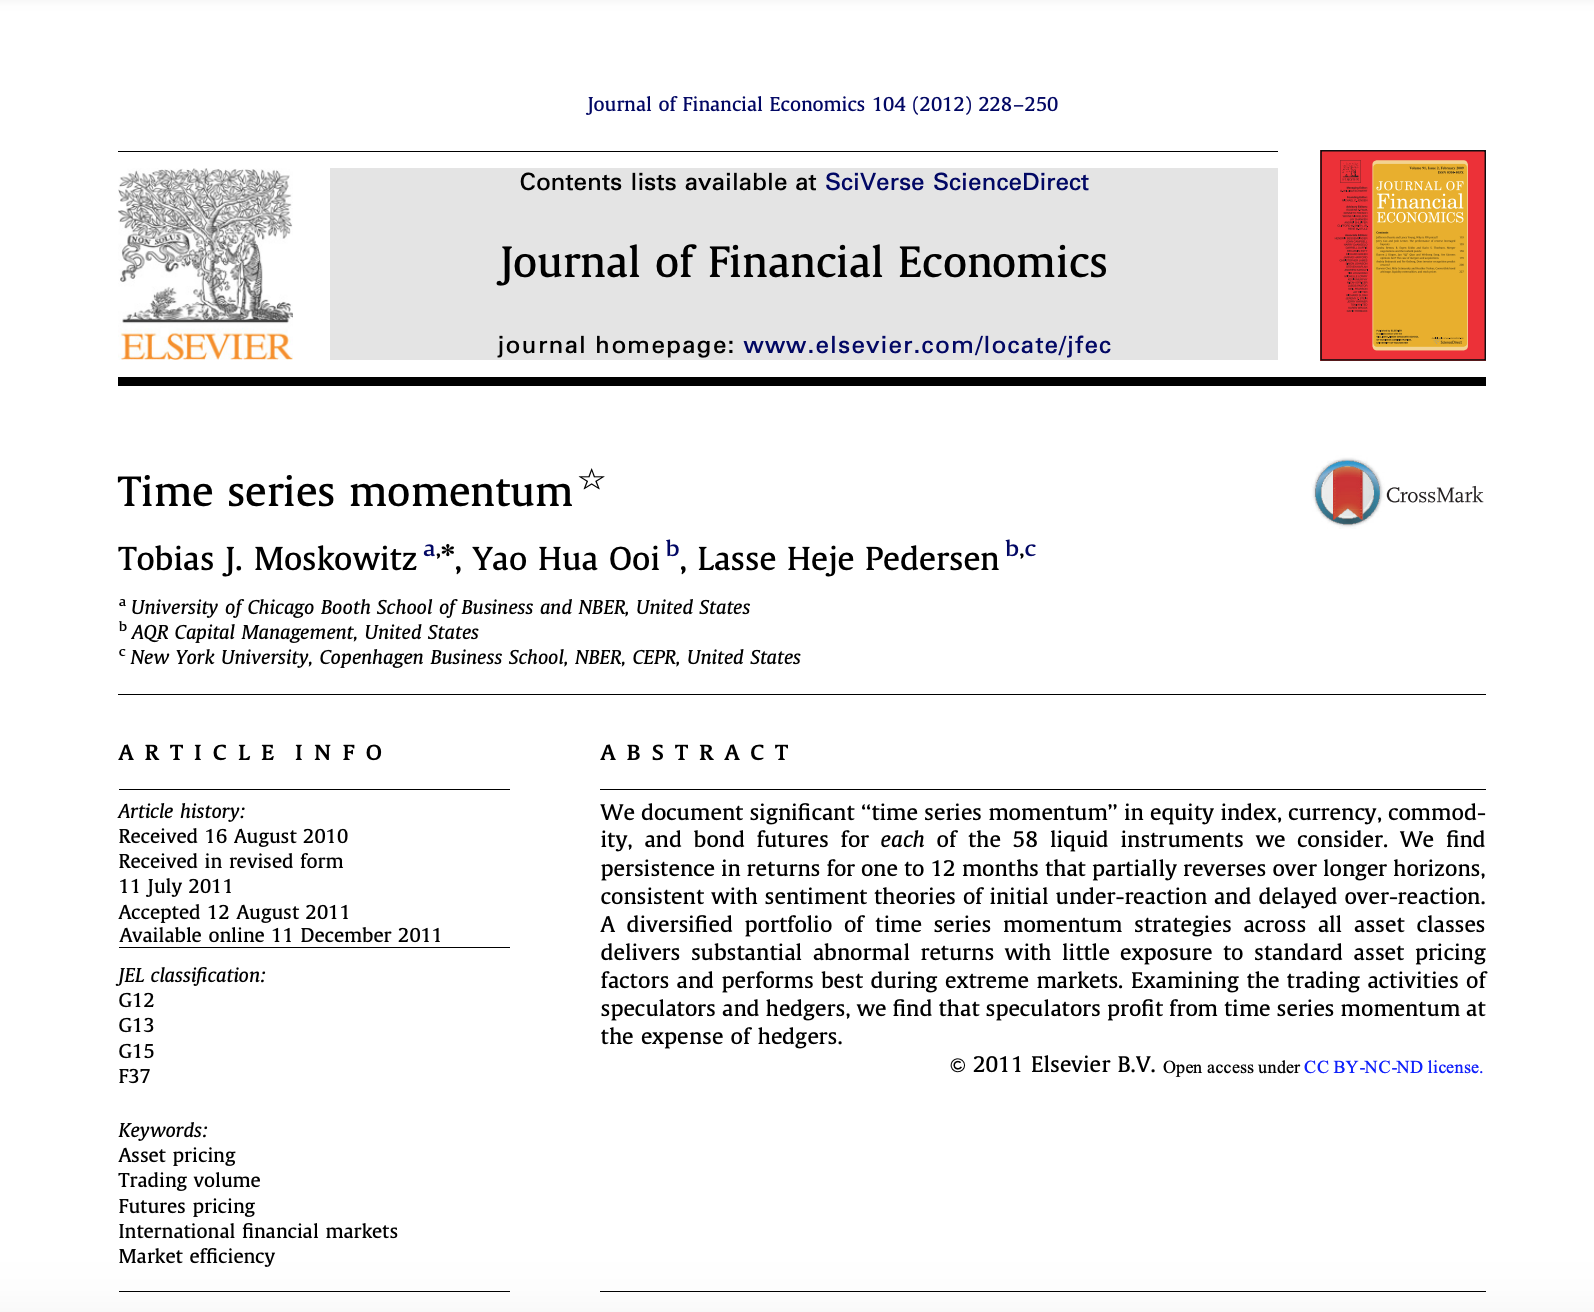 Journal of Financial Economics 104 (2012) 228–250
Contents lists available at SciVerse ScienceDirect
Journal of Financial Economics
journal homepage: www.elsevier.com/locate/jfec
NON SOLUS
ELSEVIER
JOURNAL OF
Financial
ECONOMICS
Time series momentum☆
CrossMark
Tobias J. Moskowitz a,*, Yao Hua Ooi b, Lasse Heje Pedersen b,c
a University of Chicago Booth School of Business and NBER, United States
b AQR Capital Management, United States
c New York University, Copenhagen Business School, NBER, CEPR, United States
ARTICLE INFO
Article history:
Received 16 August 2010
Received in revised form
11 July 2011
Accepted 12 August 2011
Available online 11 December 2011
JEL classification:
G12
G13
G15
F37
Keywords:
Asset pricing
Trading volume
Futures pricing
International financial markets
Market efficiency
ABSTRACT
We document significant “time series momentum” in equity index, currency, commod-
ity, and bond futures for each of the 58 liquid instruments we consider. We find
persistence in returns for one to 12 months that partially reverses over longer horizons,
consistent with sentiment theories of initial under-reaction and delayed over-reaction.
A diversified portfolio of time series momentum strategies across all asset classes
delivers substantial abnormal returns with little exposure to standard asset pricing
factors and performs best during extreme markets. Examining the trading activities of
speculators and hedgers, we find that speculators profit from time series momentum at
the expense of hedgers.
© 2011 Elsevier B.V. Open access under CC BY-NC-ND license.